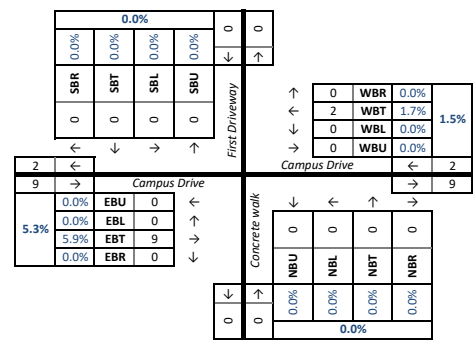 0.0% 0 0
0.0% 0.0% 0.0% 0.0% ↓ ↑
SBR SBT SBL SBU First Driveway
0 0 0 0
← ↓ → ↑
↑ 0 WBR 0.0%
← 2 WBT 1.7% 1.5%
↓ 0 WBL 0.0%
→ 0 WBU 0.0%
2 ← Campus Drive ← 2
9 → Campus Drive → 9
0.0% EBU 0 ←
5.3% 0.0% EBL 0 ↑
5.9% EBT 9 →
0.0% EBR 0 ↓
Concrete walk ↓ ← ↑ →
0 0 0 0
NBU NBL NBT NBR
↓ ↑ 0.0% 0.0% 0.0% 0.0%
0 0 0.0%